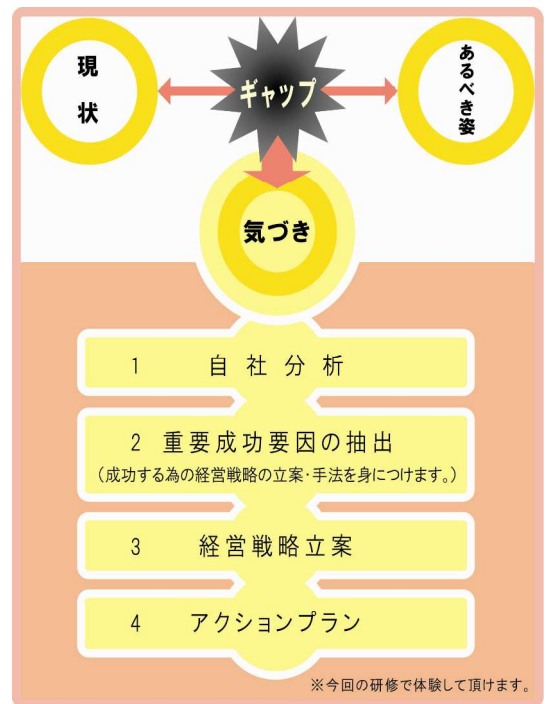 現状
ギャップ
あるべき姿
気づき
1 自社分析
2 重要成功要因の抽出
（成功する為の経営戦略の立案・手法を身につけます。）
3 経営戦略立案
4 アクションプラン
※今回の研修で体験して頂けます。